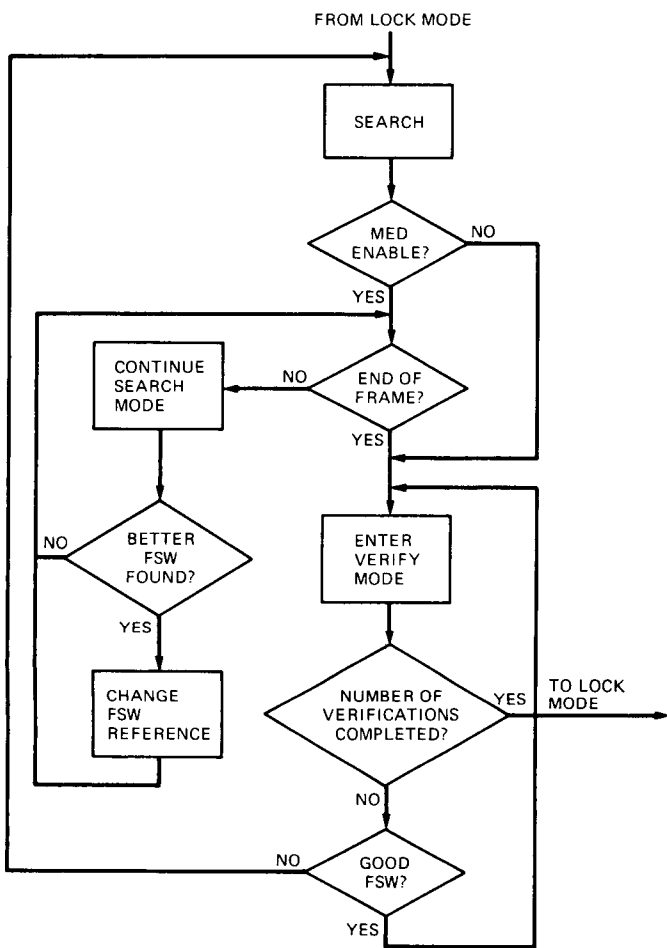 FROM LOCK MODE
SEARCH
MED
ENABLE?
NO
YES
CONTINUE
SEARCH
MODE
NO
END OF
FRAME?
YES
NO
BETTER
FSW
FOUND?
ENTER
VERIFY
MODE
YES
CHANGE
FSW
REFERENCE
NUMBER OF
VERIFICATIONS
COMPLETED?
YES
TO LOCK
MODE
NO
NO
GOOD
FSW?
YES